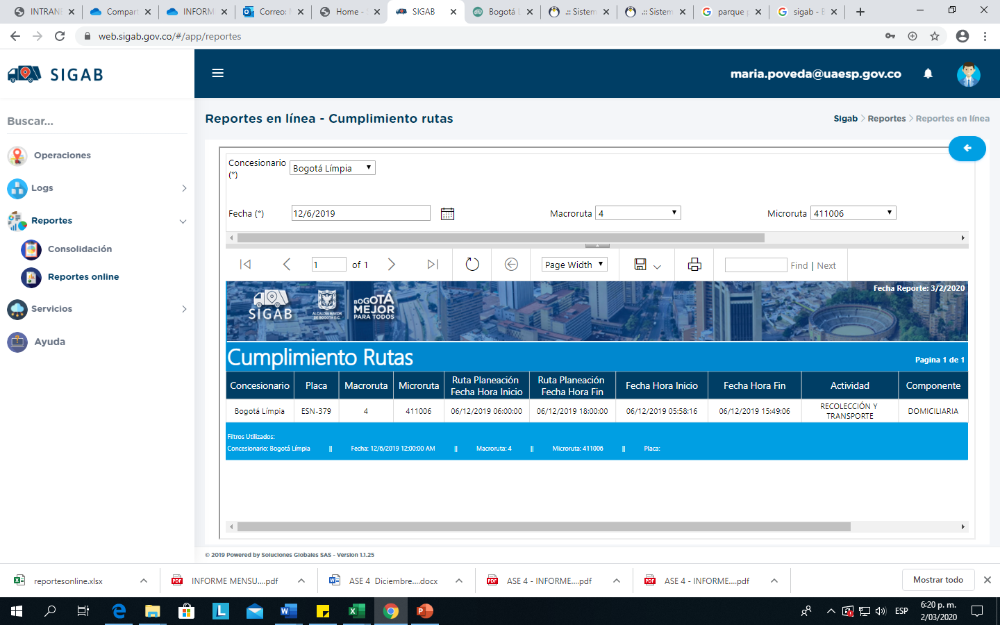 INTRANE
Compart
INFORM
Correo:
Home -
SIGAB
Bogotá L
.:: Sistem
.:: Sistem
parque p
sigab - B
web.sigab.gov.co/#/app/reportes
SIGAB
maria.poveda@uaesp.gov.co
Buscar...
Operaciones
Logs
Reportes
Consolidación
Reportes online
Servicios
Ayuda
Reportes en línea - Cumplimiento rutas
Sigab > Reportes > Reportes en línea
Concesionario (*) Bogotá Límpia
Fecha (*) 12/6/2019 Macroruta 4 Microruta 411006
1 of 1 Page Width Find | Next
Fecha Reporte: 3/2/2020
SIGAB
ALCALDÍA MAYOR
DE BOGOTÁ D.C.
BOGOTÁ
MEJOR
PARA TODOS
Cumplimiento Rutas
Pagina 1 de 1
Concesionario Placa Macroruta Microruta Ruta Planeación Fecha Hora Inicio Ruta Planeación Fecha Hora Fin Fecha Hora Inicio Fecha Hora Fin Actividad Componente
Bogotá Límpia ESN-379 4 411006 06/12/2019 06:00:00 06/12/2019 18:00:00 06/12/2019 05:58:16 06/12/2019 15:49:06 RECOLECCIÓN Y TRANSPORTE DOMICILIARIA
Filtros Utilizados:
Concesionario: Bogotá Límpia || Fecha: 12/6/2019 12:00:00 AM || Macroruta: 4 || Microruta: 411006 || Placa:
© 2019 Powered by Soluciones Globales SAS - Version 1.1.25
reportesonline.xlsx
INFORME MENSU....pdf
ASE 4 Diciembre....docx
ASE 4 - INFORME....pdf
ASE 4 - INFORME....pdf
Mostrar todo
ESP
6:20 p. m.
2/03/2020